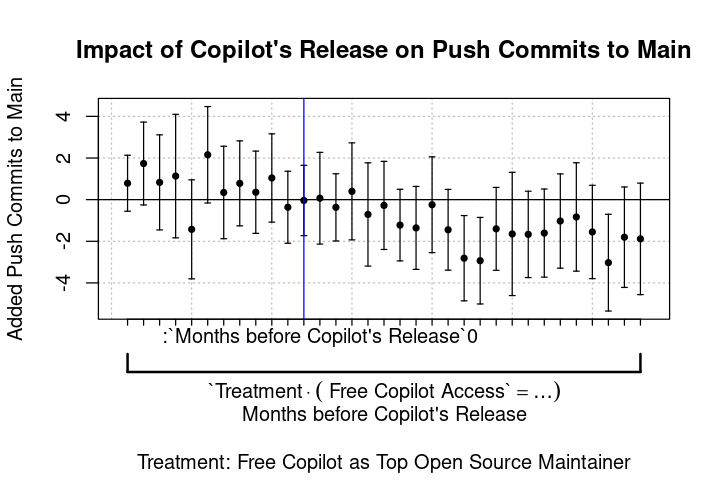 Impact of Copilot's Release on Push Commits to Main
Added Push Commits to Main
4
2
0
-2
-4
:`Months before Copilot's Release`0
`Treatment · ( Free Copilot Access` = …)
Months before Copilot's Release
Treatment: Free Copilot as Top Open Source Maintainer